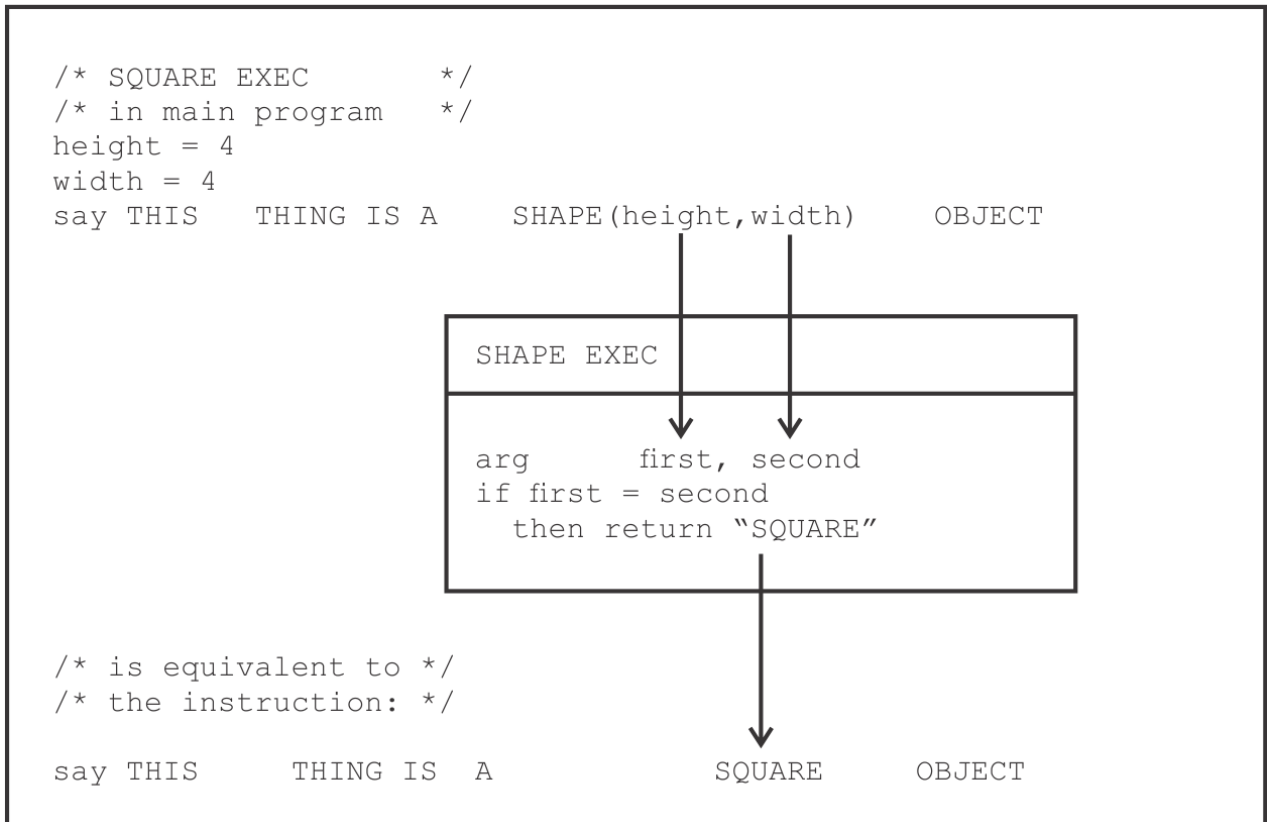 /* SQUARE EXEC       */
/* in main program   */
height = 4
width = 4
say THIS   THING IS A    SHAPE(height,width)    OBJECT
SHAPE EXEC
arg      first, second
if first = second
  then return “SQUARE”
/* is equivalent to */
/* the instruction: */
say THIS     THING IS  A            SQUARE     OBJECT